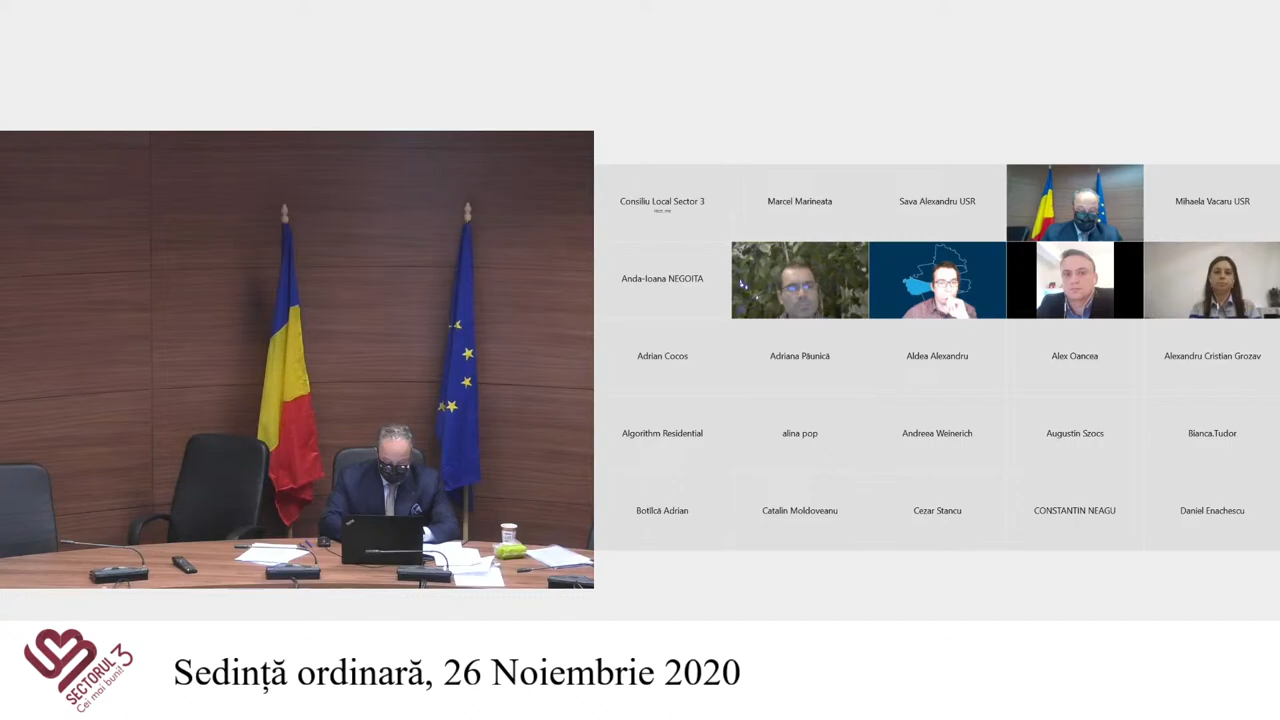 Consiliu Local Sector 3
Marcel Marineata
Sava Alexandru USR
Mihaela Vacaru USR
Anda-Ioana NEGOITA
Adrian Cocos
Adriana Păunică
Aldea Alexandru
Alex Oancea
Alexandru Cristian Grozav
Algorithm Residential
alina pop
Andreea Weinerich
Augustin Szocs
Bianca.Tudor
Botîlcă Adrian
Catalin Moldoveanu
Cezar Stancu
CONSTANTIN NEAGU
Daniel Enachescu
SECTORUL 3
Cei mai buni!
Sedință ordinară, 26 Noiembrie 2020